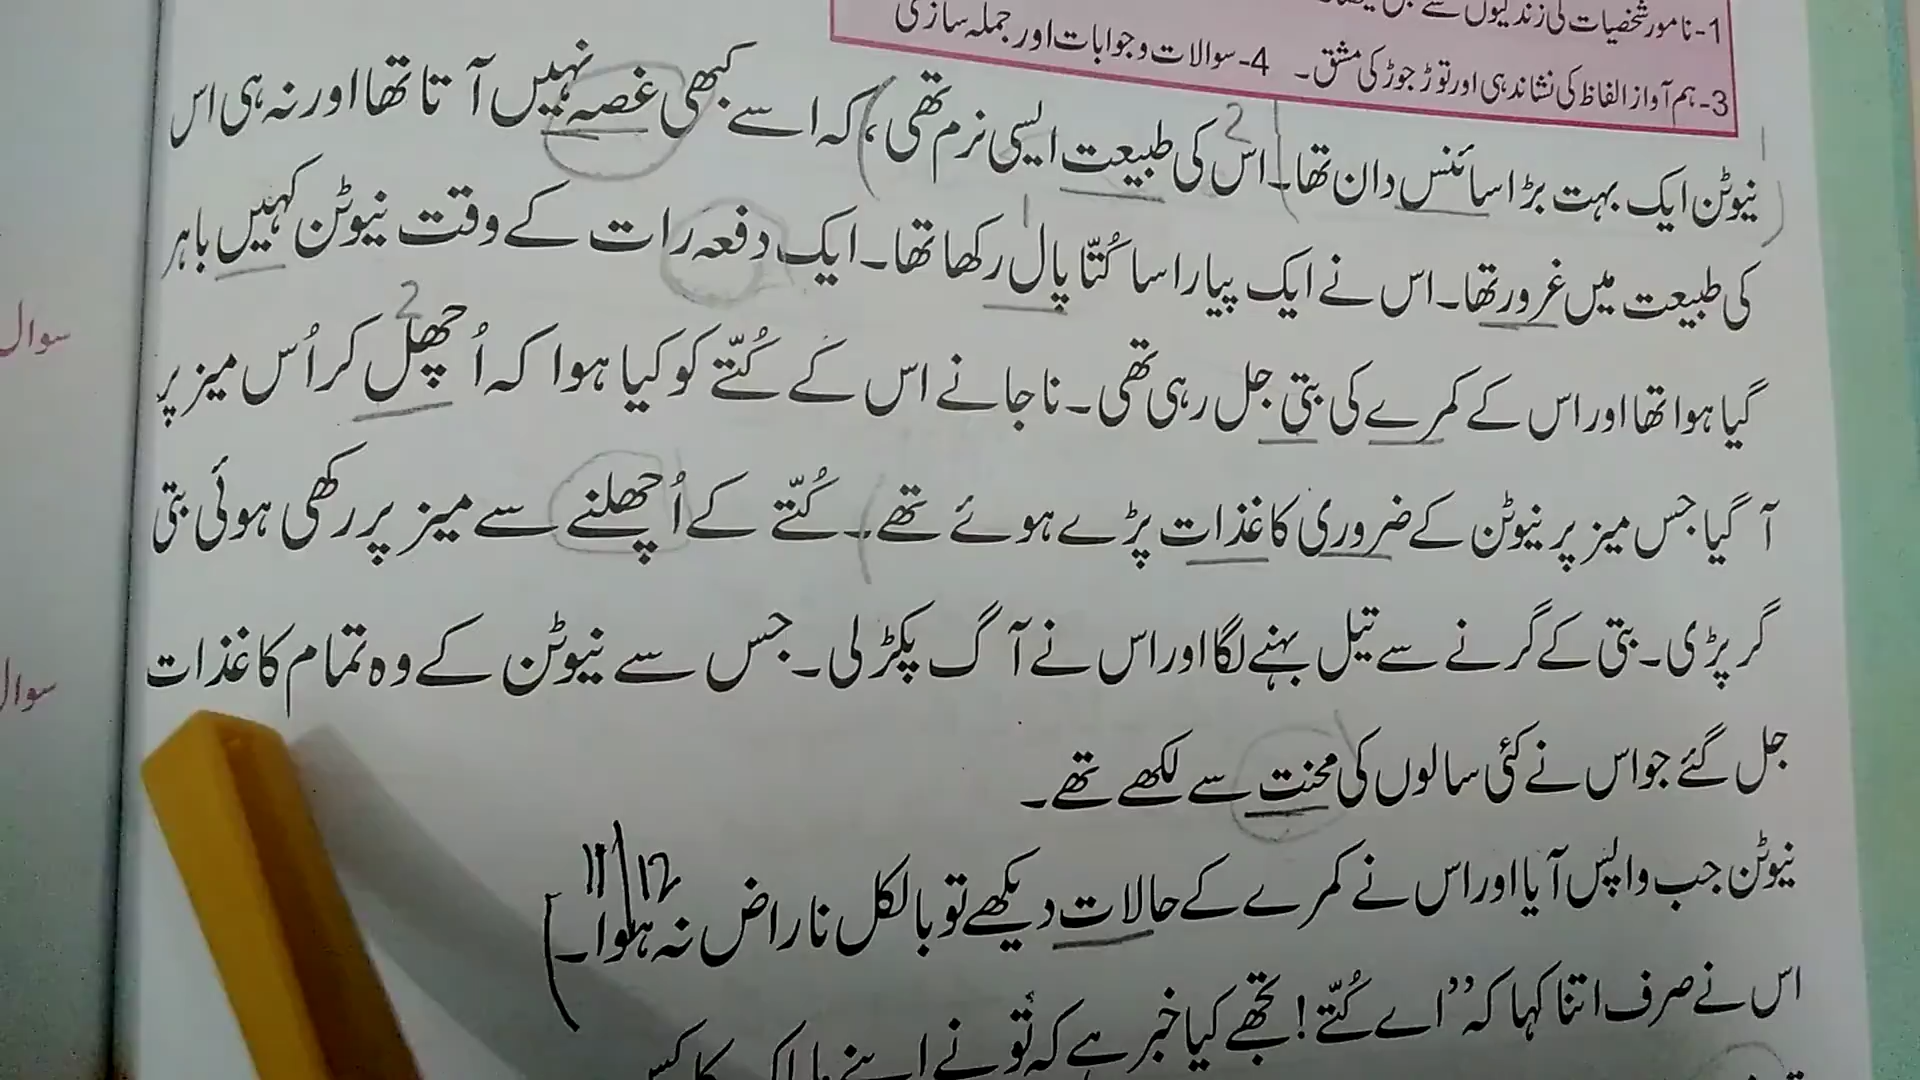 1- نامور شخصیات کی زندگیوں سے
3- ہم آواز الفاظ کی نشاندہی اور توڑ جوڑ کی مشق۔ 4- سوالات و جوابات اور جملہ سازی
نیوٹن ایک بہت بڑا سائنس دان تھا۔ اس کی طبیعت ایسی نرم تھی، کہ اسے کبھی غصہ نہیں آتا تھا اور نہ ہی اس
2
کی طبیعت میں غرور تھا۔ اس نے ایک پیارا سا کُتّا پال رکھا تھا۔ ایک دفعہ رات کے وقت نیوٹن کہیں باہر
2
گیا ہوا تھا اور اس کے کمرے کی بتی جل رہی تھی۔ نا جانے اس کے کُتّے کو کیا ہوا کہ اُچھل کر اُس میز پر
آ گیا جس میز پر نیوٹن کے ضروری کاغذات پڑے ہوئے تھے۔ کُتّے کے اُچھلنے سے میز پر رکھی ہوئی بتی
گر پڑی۔ بتی کے گرنے سے تیل بہنے لگا اور اس نے آگ پکڑ لی۔ جس سے نیوٹن کے وہ تمام کاغذات
جل گئے جو اس نے کئی سالوں کی محنت سے لکھے تھے۔
نیوٹن جب واپس آیا اور اس نے کمرے کے حالات دیکھے تو بالکل ناراض نہ ہوا۔
11/12
اس نے صرف اتنا کہا کہ ”اے کُتّے! تجھے کیا خبر ہے کہ تُو نے اپنے مالک کا
سوال
سوال